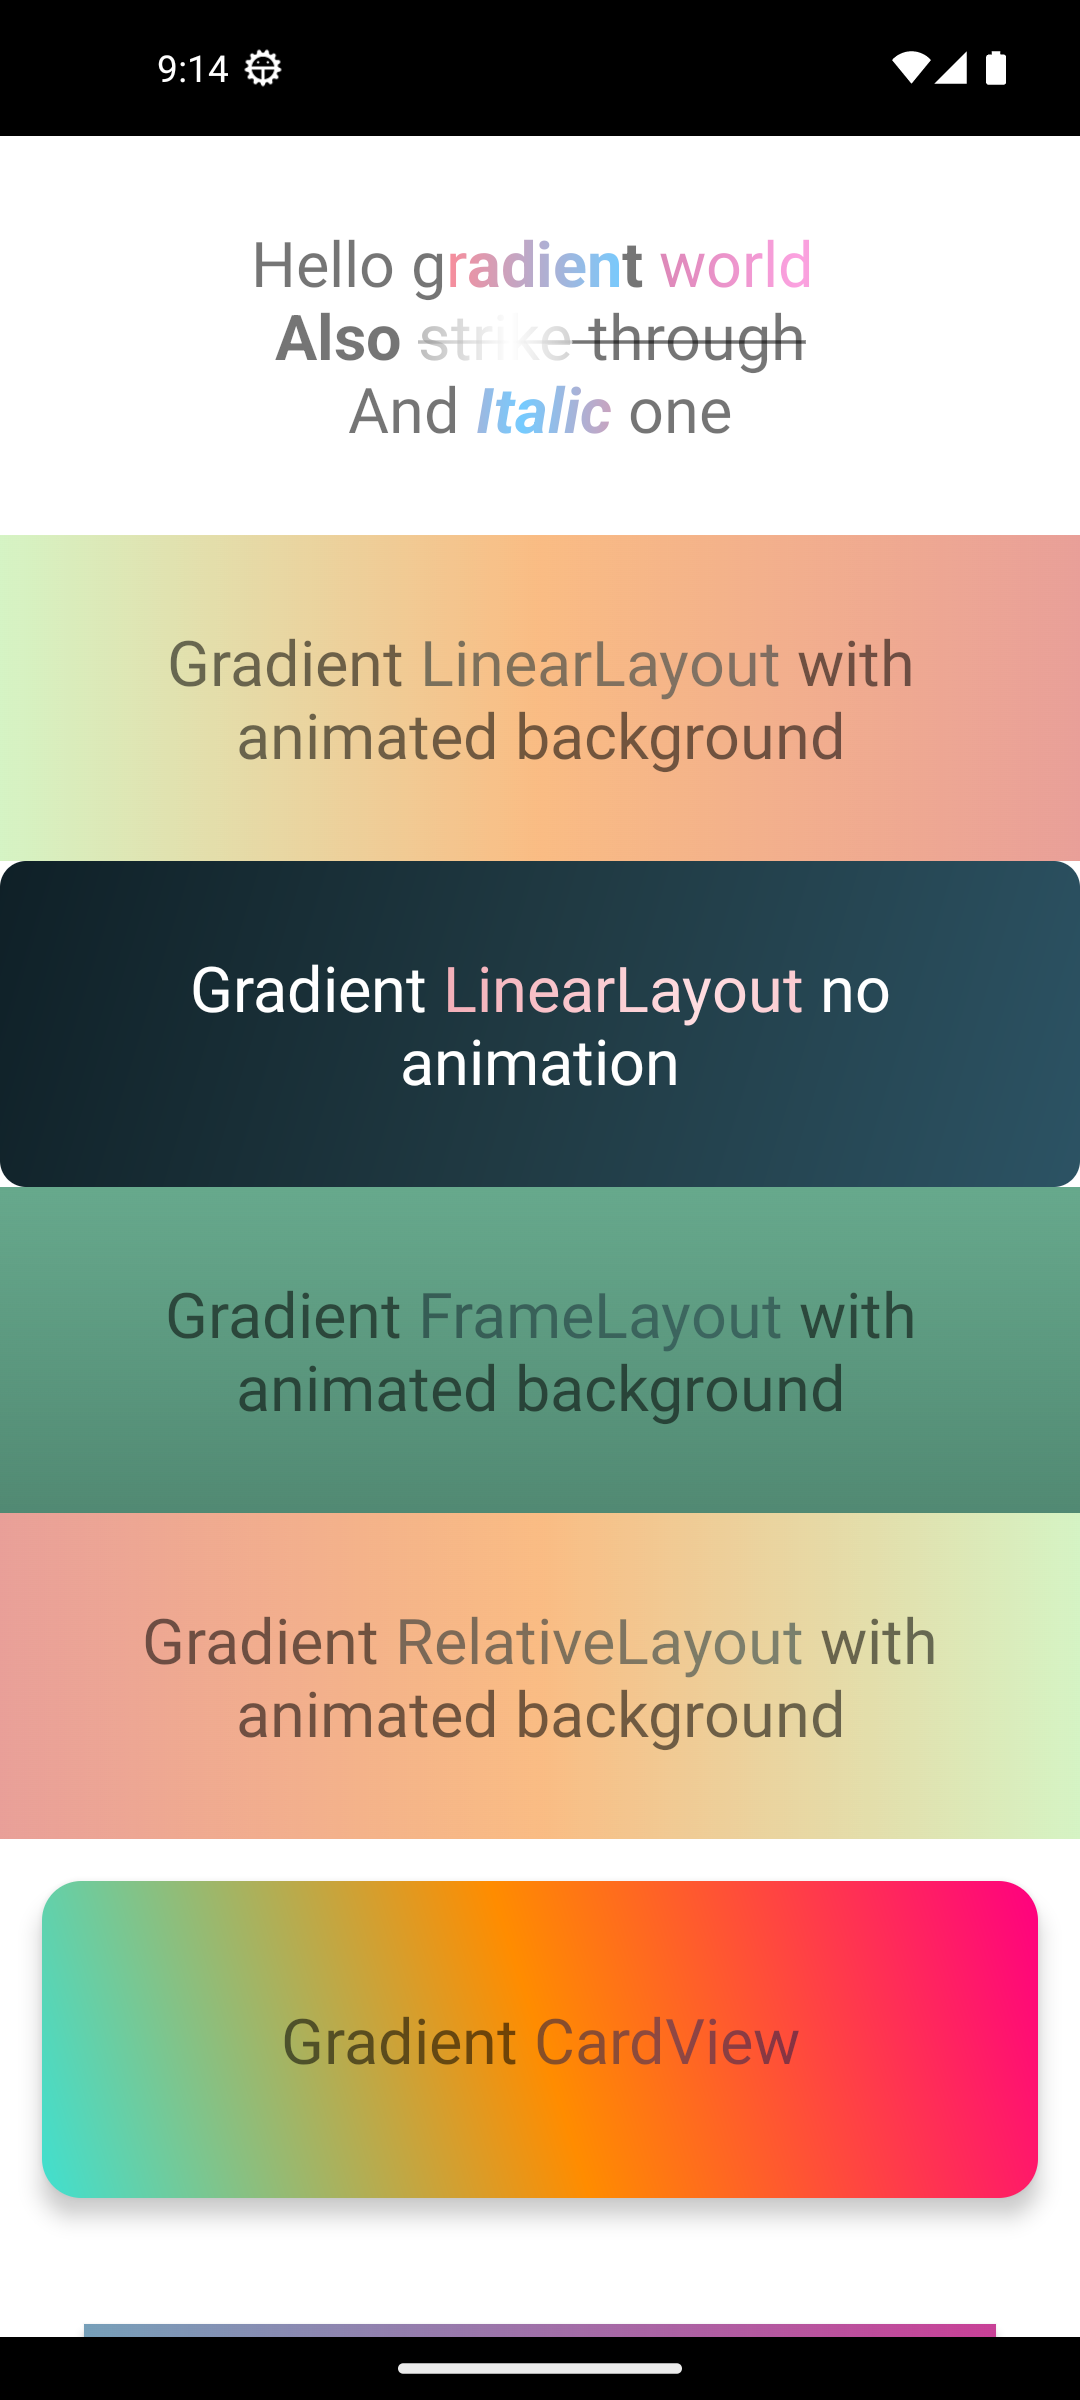 9:14
Hello gradient world
Also strike through
And Italic one
Gradient LinearLayout with
animated background
Gradient LinearLayout no
animation
Gradient FrameLayout with
animated background
Gradient RelativeLayout with
animated background
Gradient CardView